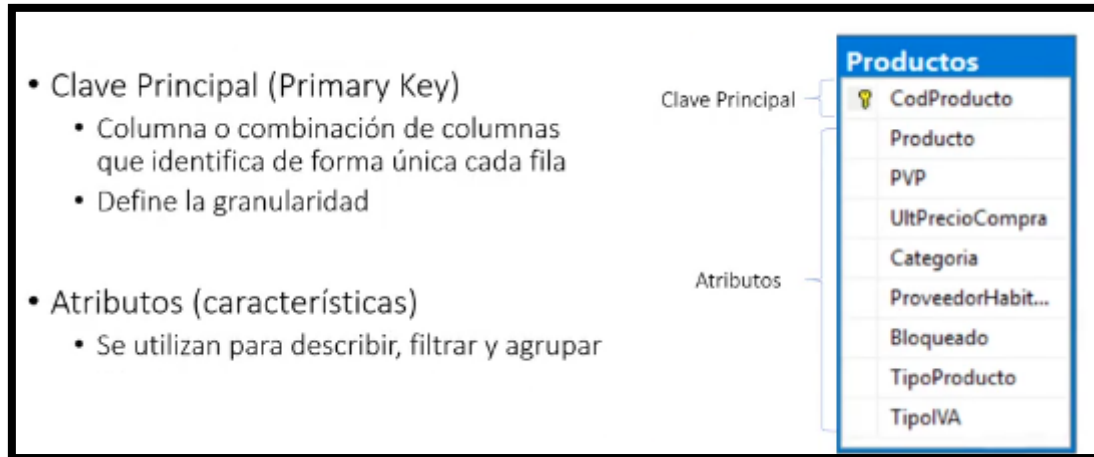 • Clave Principal (Primary Key)
• Columna o combinación de columnas
que identifica de forma única cada fila
• Define la granularidad
• Atributos (características)
• Se utilizan para describir, filtrar y agrupar
Clave Principal
Atributos
Productos
CodProducto
Producto
PVP
UltPrecioCompra
Categoria
ProveedorHabit...
Bloqueado
TipoProducto
TipoIVA